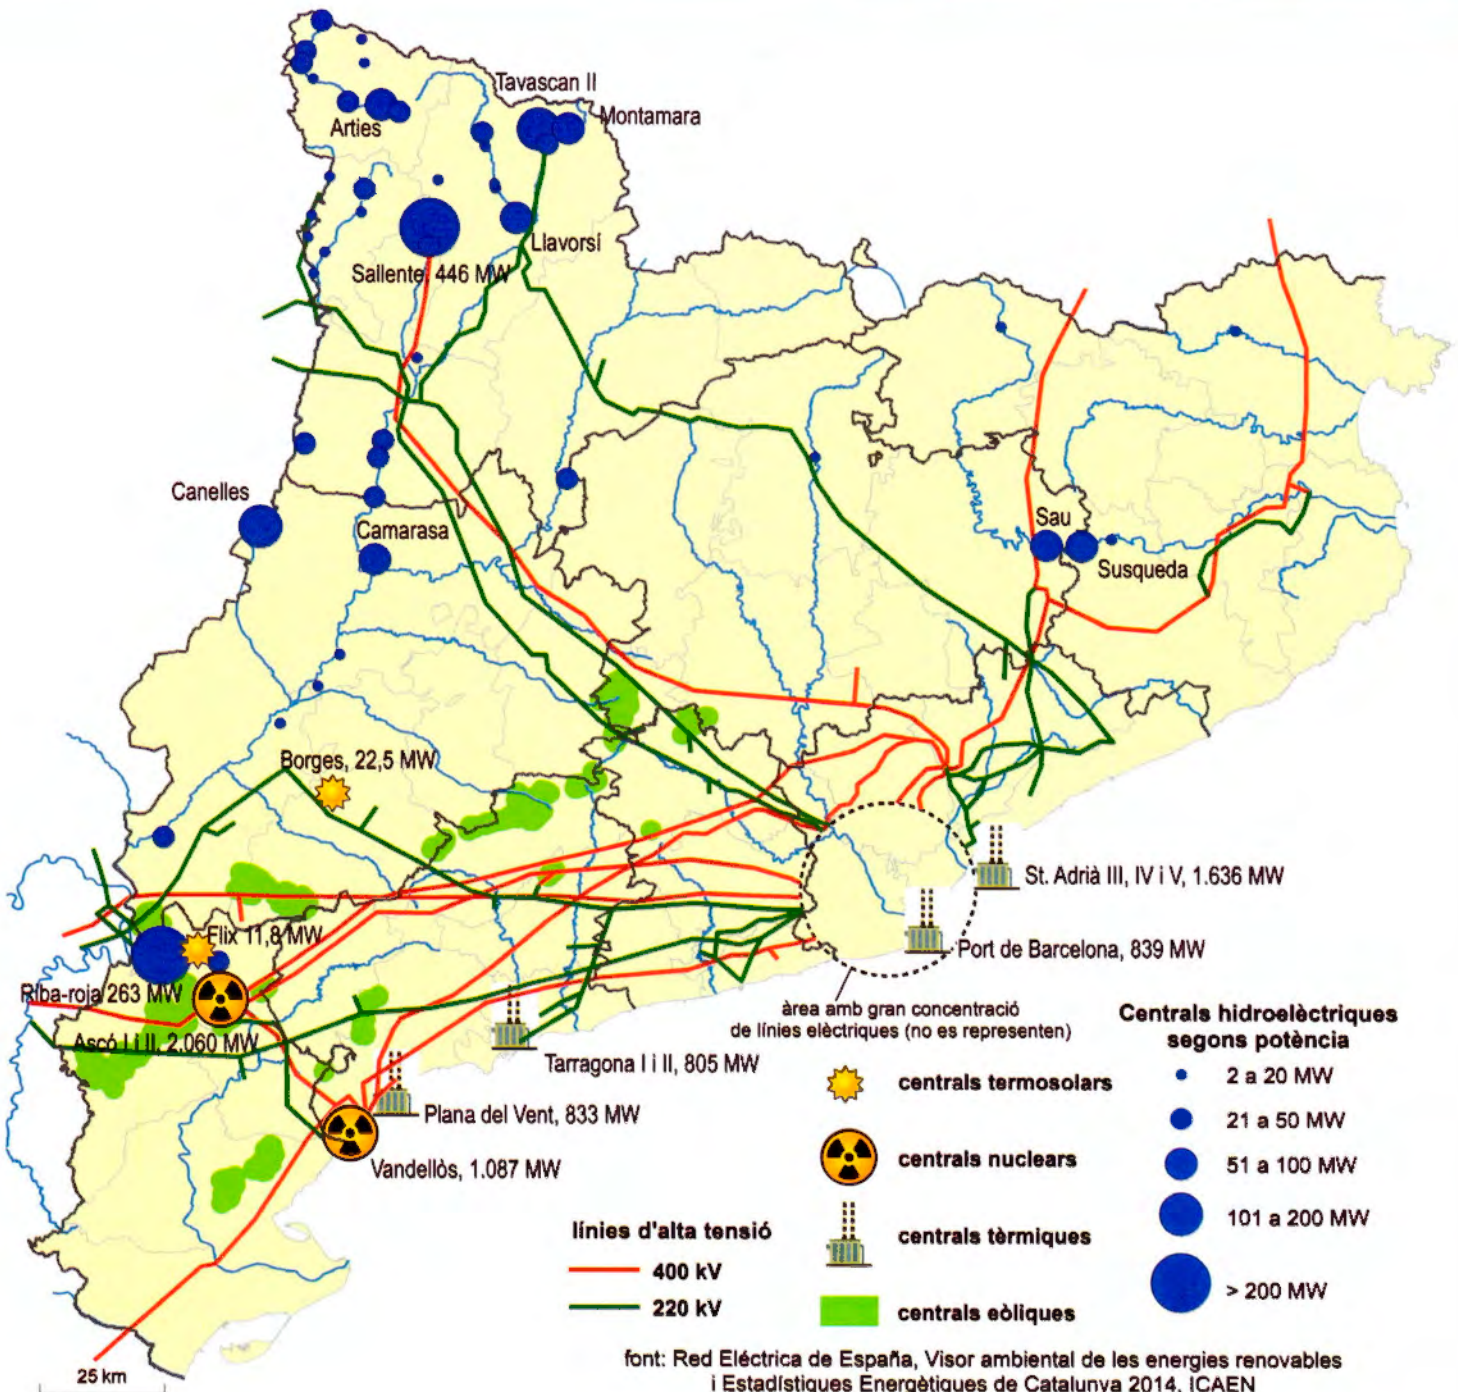 Tavascan II
Montamara
Arties
Llavorsí
Sallente, 446 MW
Canelles
Camarasa
Sau
Susqueda
Borges, 22,5 MW
St. Adrià III, IV i V, 1.636 MW
Flix 11,8 MW
Port de Barcelona, 839 MW
Riba-roja 263 MW
àrea amb gran concentració
de línies elèctriques (no es representen)
Ascó I i II, 2.060 MW
Tarragona I i II, 805 MW
Plana del Vent, 833 MW
Vandellòs, 1.087 MW
línies d'alta tensió
400 kV
220 kV
centrals termosolars
centrals nuclears
centrals tèrmiques
centrals eòliques
Centrals hidroelèctriques
segons potència
2 a 20 MW
21 a 50 MW
51 a 100 MW
101 a 200 MW
> 200 MW
25 km
font: Red Eléctrica de España, Visor ambiental de les energies renovables
i Estadístiques Energètiques de Catalunya 2014, ICAEN